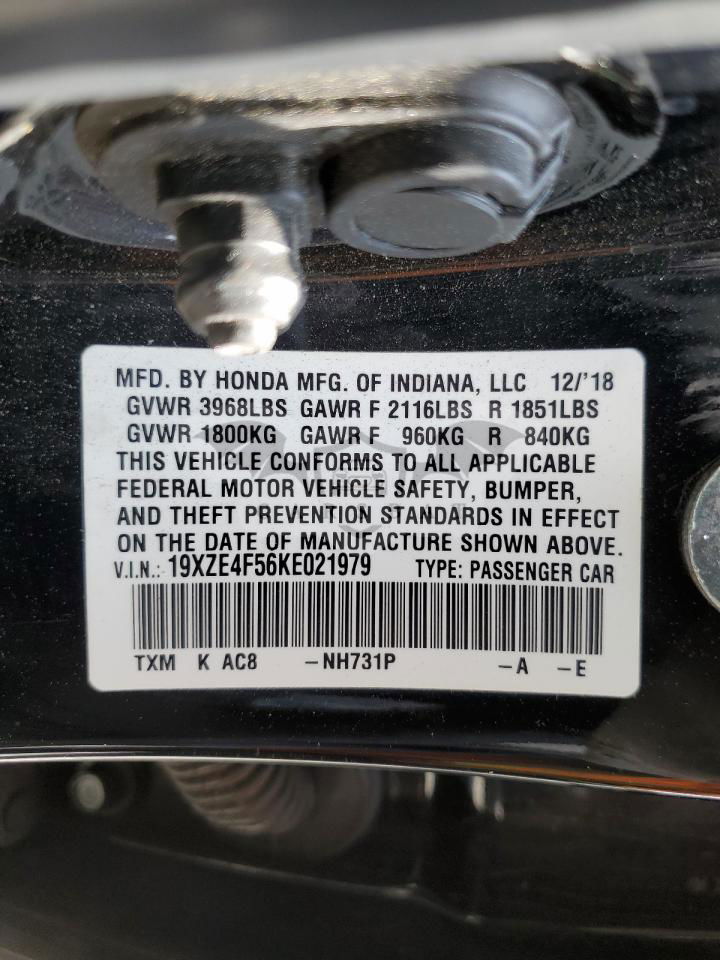 MFD. BY HONDA MFG. OF INDIANA, LLC 12/'18
GVWR 3968LBS GAWR F 2116LBS R 1851LBS
GVWR 1800KG GAWR F 960KG R 840KG
THIS VEHICLE CONFORMS TO ALL APPLICABLE
FEDERAL MOTOR VEHICLE SAFETY, BUMPER,
AND THEFT PREVENTION STANDARDS IN EFFECT
ON THE DATE OF MANUFACTURE SHOWN ABOVE.
V.I.N.: 19XZE4F56KE021979 TYPE: PASSENGER CAR
TXM K AC8 -NH731P -A -E